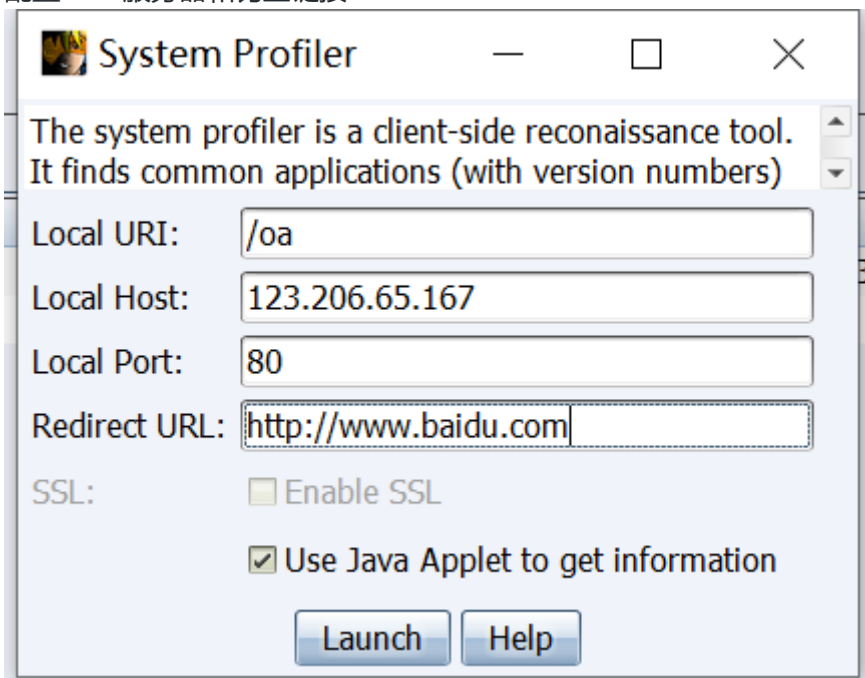 System Profiler
The system profiler is a client-side reconaissance tool.
It finds common applications (with version numbers)
Local URI: /oa
Local Host: 123.206.65.167
Local Port: 80
Redirect URL: http://www.baidu.com
SSL: Enable SSL
Use Java Applet to get information
Launch Help